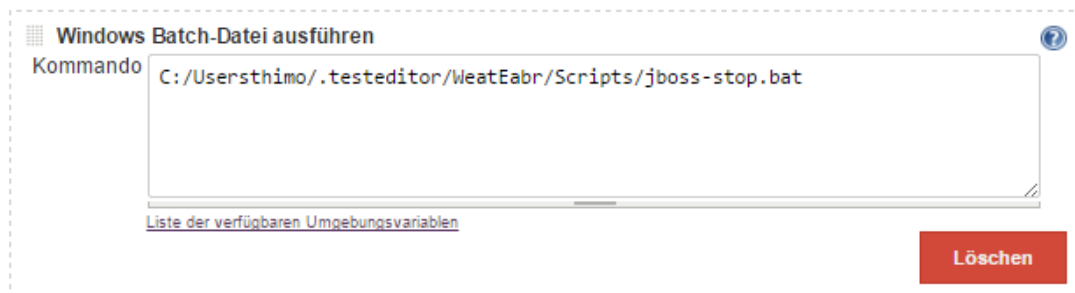 Windows Batch-Datei ausführen
Kommando
C:/Usersthimo/.testeditor/WeatEabr/Scripts/jboss-stop.bat
Liste der verfügbaren Umgebungsvariablen
Löschen